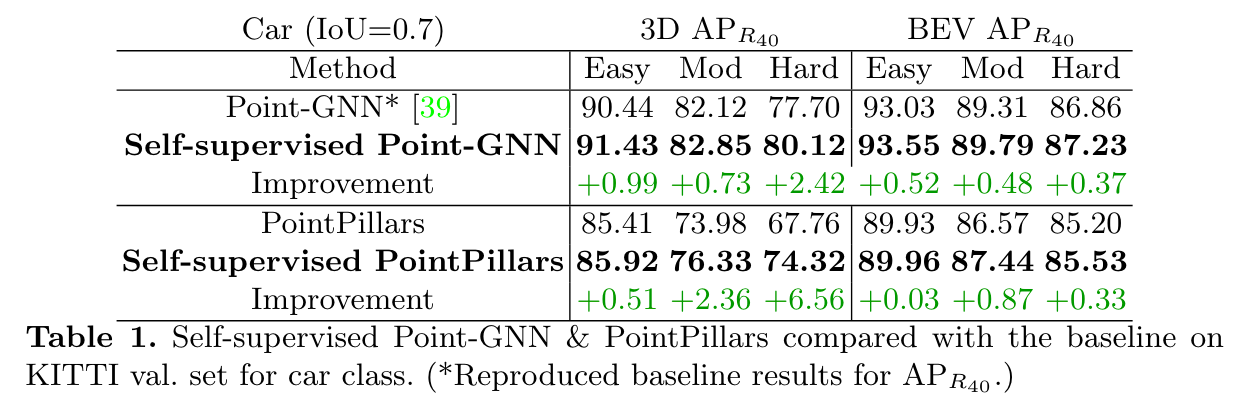 Car (IoU=0.7) 3D AP_{R_{40}} BEV AP_{R_{40}}
Method Easy Mod Hard Easy Mod Hard
Point-GNN* [39] 90.44 82.12 77.70 93.03 89.31 86.86
Self-supervised Point-GNN 91.43 82.85 80.12 93.55 89.79 87.23
Improvement +0.99 +0.73 +2.42 +0.52 +0.48 +0.37
PointPillars 85.41 73.98 67.76 89.93 86.57 85.20
Self-supervised PointPillars 85.92 76.33 74.32 89.96 87.44 85.53
Improvement +0.51 +2.36 +6.56 +0.03 +0.87 +0.33
Table 1. Self-supervised Point-GNN & PointPillars compared with the baseline on
KITTI val. set for car class. (*Reproduced baseline results for AP_{R_{40}}.)